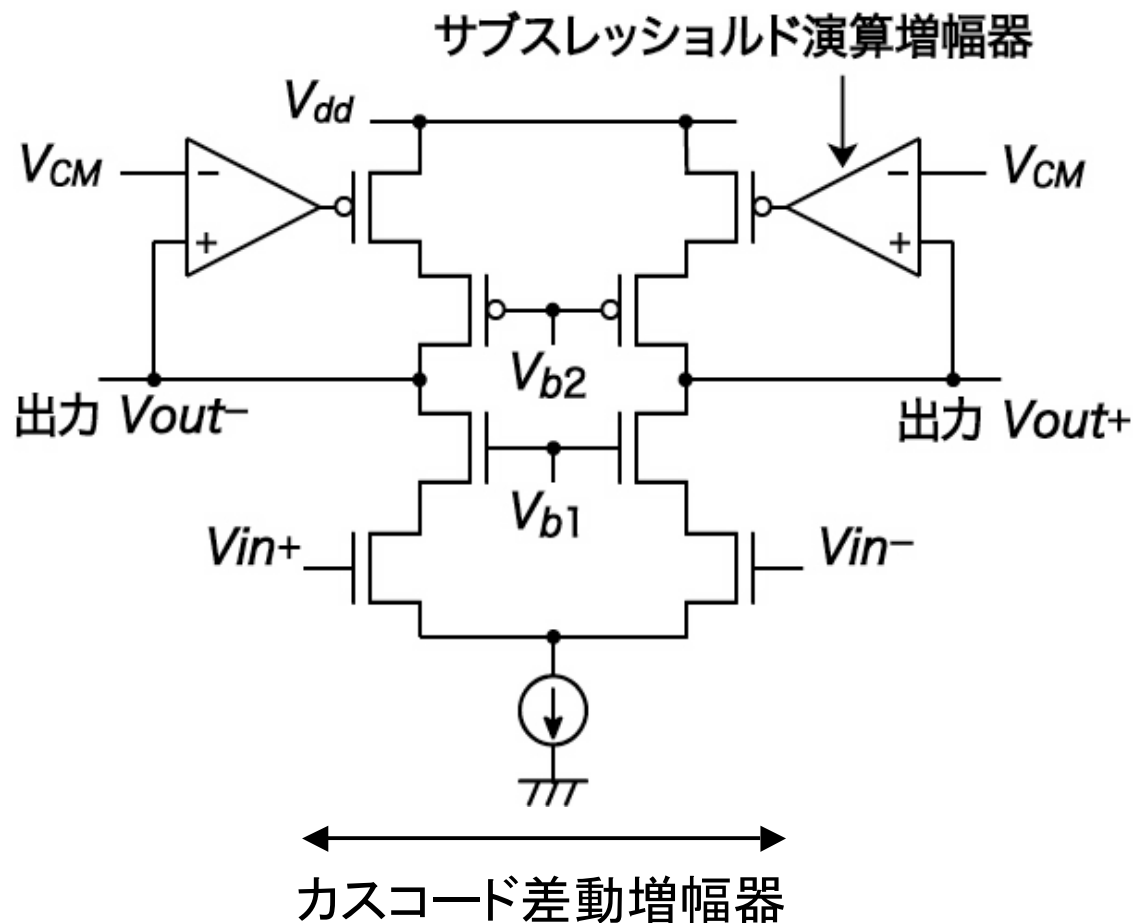 サブスレッショルド演算増幅器
Vdd
VCM
VCM
−
−
+
+
Vb2
出力 Vout−
出力 Vout+
Vb1
Vin+
Vin−
カスコード差動増幅器